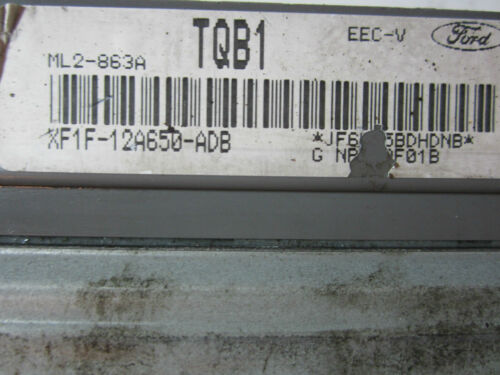 TQB1 EEC-V Ford
ML2-863A
XF1F-12A650-ADB
G